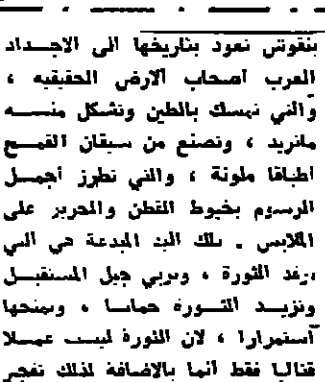 بنقوش تعود بتاريخها الى الاجداد
العرب اصحاب الأرض الحقيقيه ،
والتي تمسك بالطين وتشكل منه
ماتريد ، وتصنع من سيقان القمح
اطباقا ملونة ، والتي تطرز أجمل
الرسوم بخيوط القطن والحرير على
الملابس . تلك اليد المبدعة هي التي
ترفد الثورة ، وتربي جيل المستقبل
وتزيد الثورة حماسا ، وتمنحها
استمرارا ، لان الثورة ليست عملا
قتاليا فقط انما بالاضافة لذلك تفجر